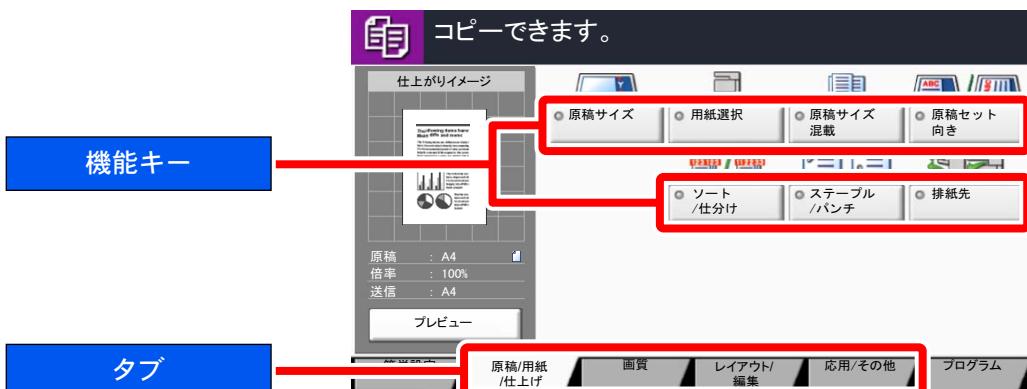 コピーできます。
仕上がりイメージ
ABC
原稿サイズ
用紙選択
原稿サイズ
混載
原稿セット
向き
機能キー
ソート
/仕分け
ステープル
/パンチ
排紙先
原稿 : A4
倍率 : 100%
送信 : A4
プレビュー
タブ
原稿/用紙
/仕上げ
画質
レイアウト/
編集
応用/その他
プログラム